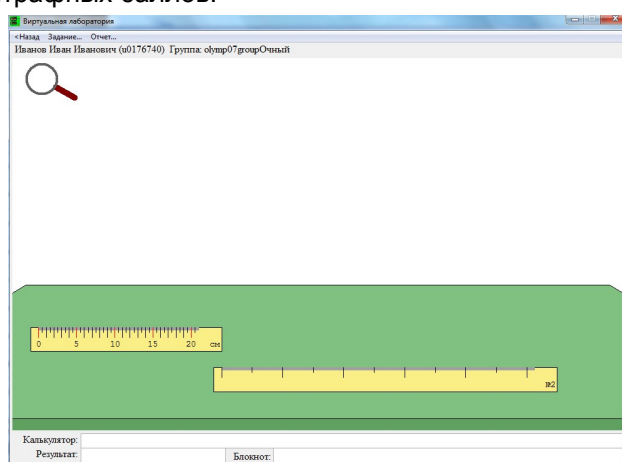 трафных баллов.
Виртуальная лаборатория
<Назад Задание... Отчет...
Иванов Иван Иванович (u0176740) Группа: olymp07groupОчный
0 5 10 15 20 см
№2
Калькулятор:
Результат: Блокнот: